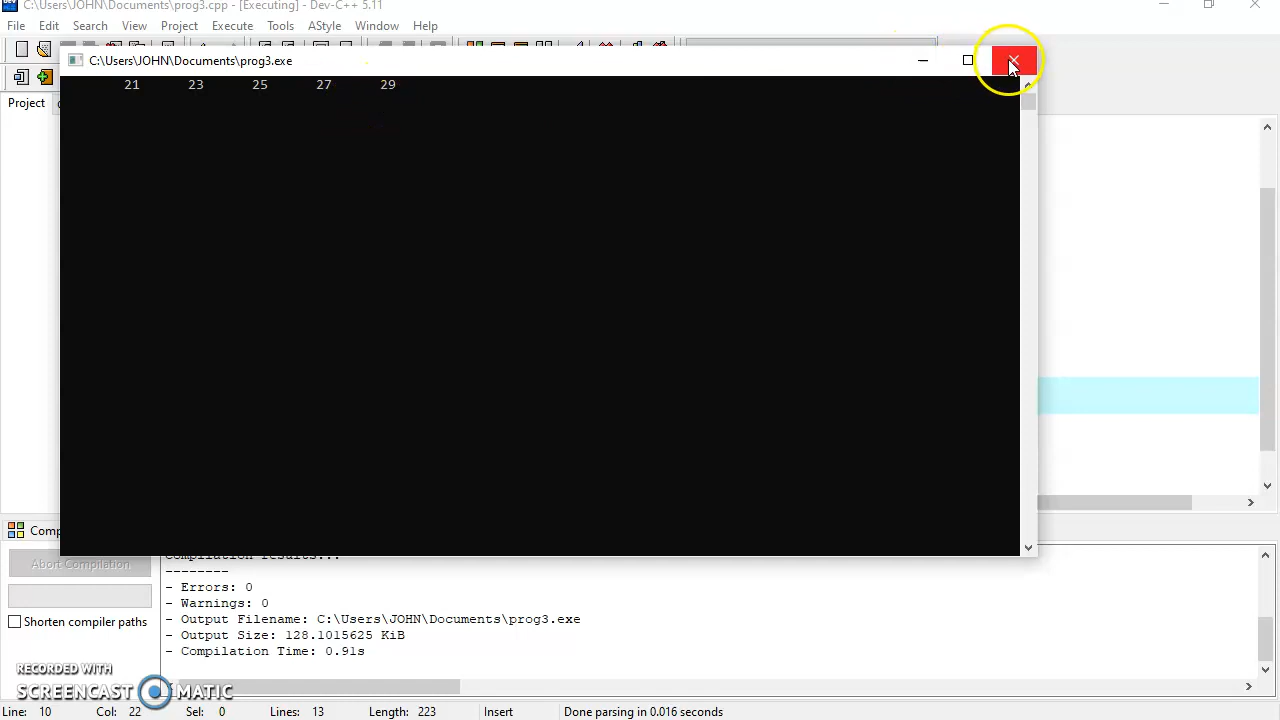 C:\Users\JOHN\Documents\prog3.cpp - [Executing] - Dev-C++ 5.11
File Edit Search View Project Execute Tools AStyle Window Help
C:\Users\JOHN\Documents\prog3.exe
21 23 25 27 29
Project
Comp
Compilation results...
--------
Abort Compilation
- Errors: 0
- Warnings: 0
- Output Filename: C:\Users\JOHN\Documents\prog3.exe
Shorten compiler paths
- Output Size: 128.1015625 KiB
- Compilation Time: 0.91s
RECORDED WITH
SCREENCAST MATIC
Line: 10 Col: 22 Sel: 0 Lines: 13 Length: 223 Insert Done parsing in 0.016 seconds